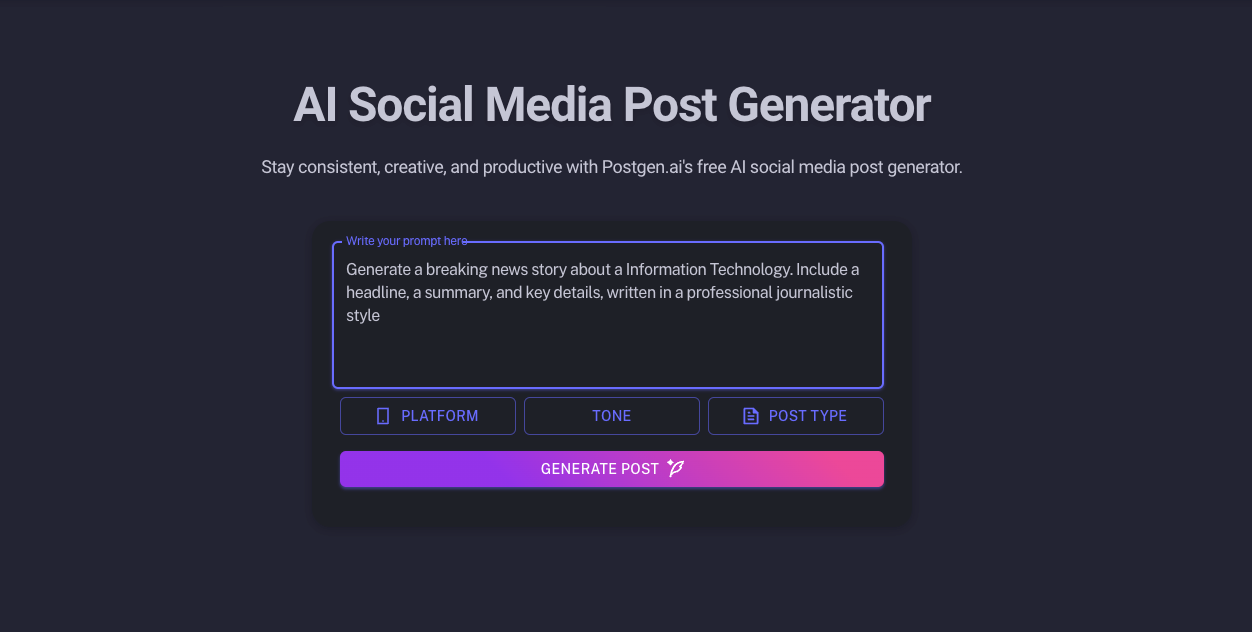 AI Social Media Post Generator
Stay consistent, creative, and productive with Postgen.ai's free AI social media post generator.
Write your prompt here
Generate a breaking news story about a Information Technology. Include a
headline, a summary, and key details, written in a professional journalistic
style
PLATFORM
TONE
POST TYPE
GENERATE POST